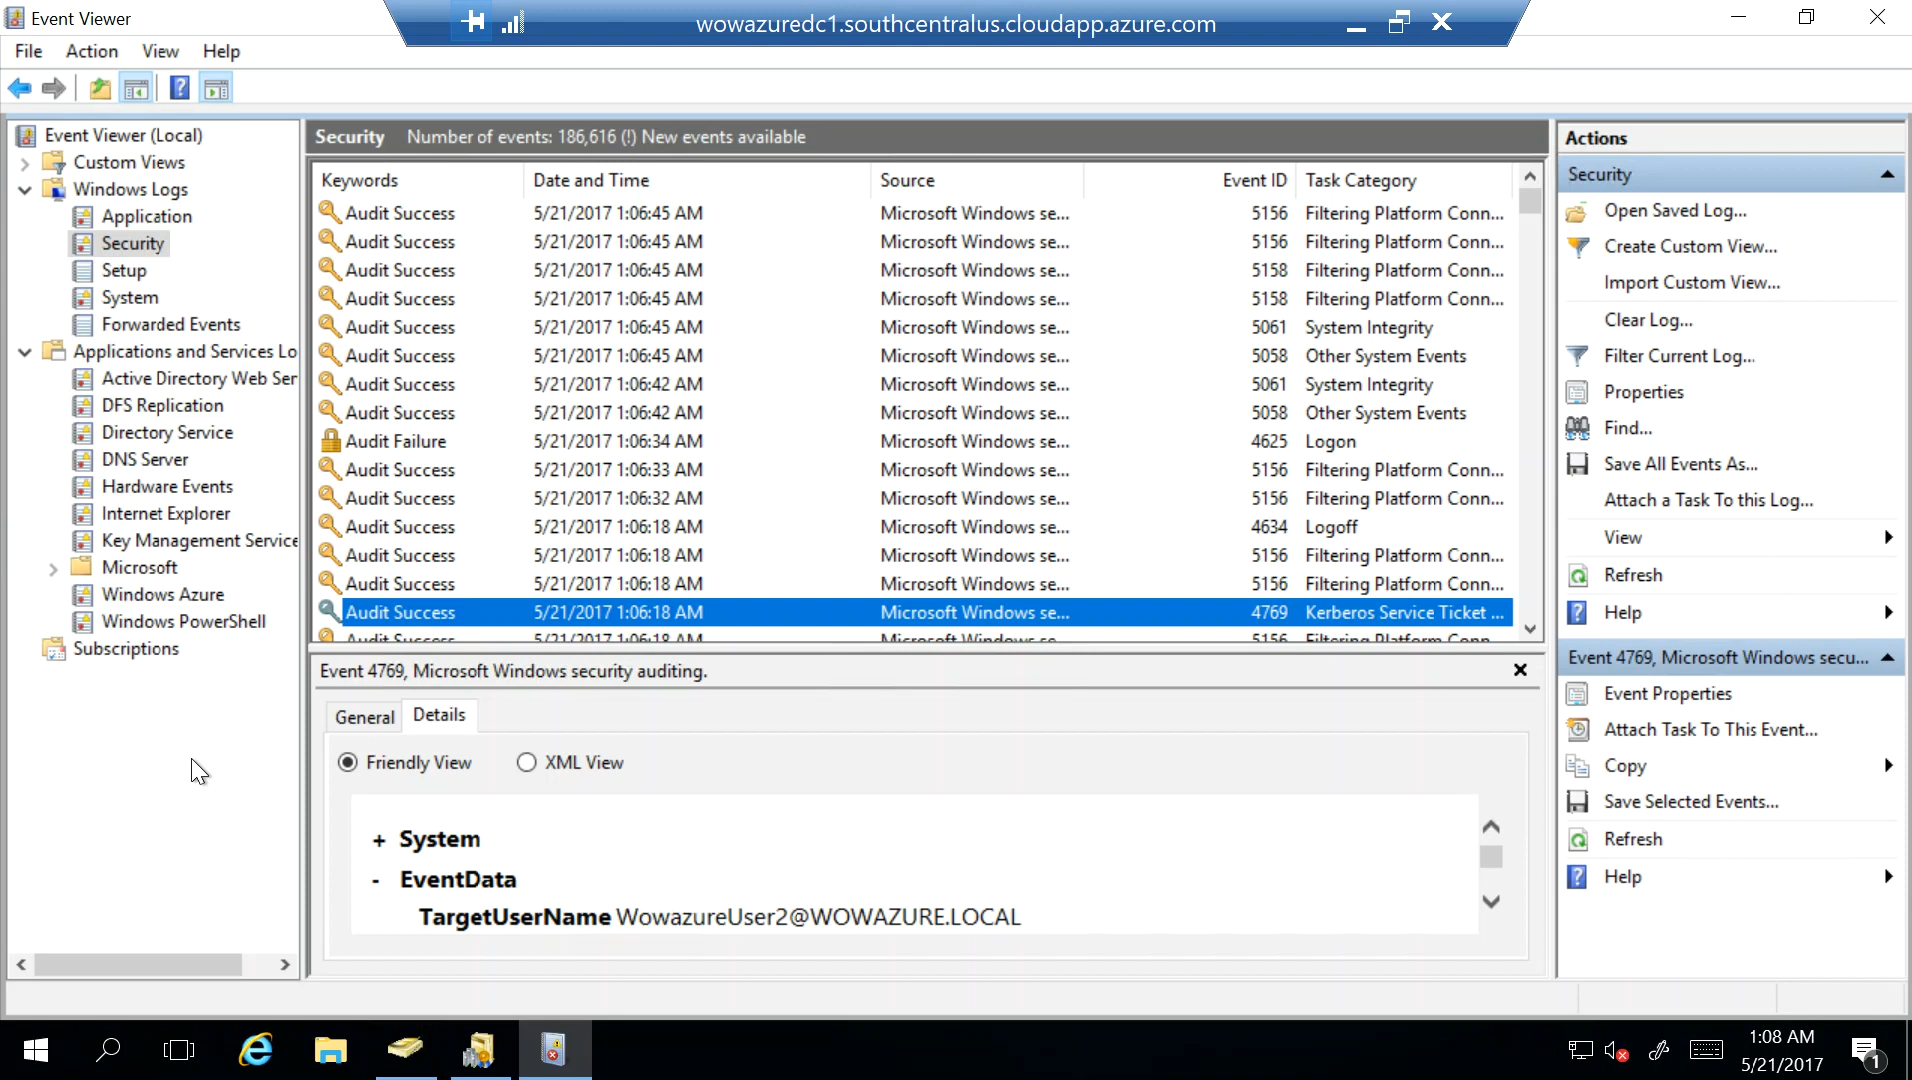 Event Viewer
wowazuredc1.southcentralus.cloudapp.azure.com
File Action View Help
Event Viewer (Local)
Custom Views
Windows Logs
Application
Security
Setup
System
Forwarded Events
Applications and Services Lo
Active Directory Web Ser
DFS Replication
Directory Service
DNS Server
Hardware Events
Internet Explorer
Key Management Service
Microsoft
Windows Azure
Windows PowerShell
Subscriptions
Security Number of events: 186,616 (!) New events available
Keywords Date and Time Source Event ID Task Category
Audit Success 5/21/2017 1:06:45 AM Microsoft Windows se... 5156 Filtering Platform Conn...
Audit Success 5/21/2017 1:06:45 AM Microsoft Windows se... 5156 Filtering Platform Conn...
Audit Success 5/21/2017 1:06:45 AM Microsoft Windows se... 5158 Filtering Platform Conn...
Audit Success 5/21/2017 1:06:45 AM Microsoft Windows se... 5158 Filtering Platform Conn...
Audit Success 5/21/2017 1:06:45 AM Microsoft Windows se... 5061 System Integrity
Audit Success 5/21/2017 1:06:45 AM Microsoft Windows se... 5058 Other System Events
Audit Success 5/21/2017 1:06:42 AM Microsoft Windows se... 5061 System Integrity
Audit Success 5/21/2017 1:06:42 AM Microsoft Windows se... 5058 Other System Events
Audit Failure 5/21/2017 1:06:34 AM Microsoft Windows se... 4625 Logon
Audit Success 5/21/2017 1:06:33 AM Microsoft Windows se... 5156 Filtering Platform Conn...
Audit Success 5/21/2017 1:06:32 AM Microsoft Windows se... 5156 Filtering Platform Conn...
Audit Success 5/21/2017 1:06:18 AM Microsoft Windows se... 4634 Logoff
Audit Success 5/21/2017 1:06:18 AM Microsoft Windows se... 5156 Filtering Platform Conn...
Audit Success 5/21/2017 1:06:18 AM Microsoft Windows se... 5156 Filtering Platform Conn...
Audit Success 5/21/2017 1:06:18 AM Microsoft Windows se... 4769 Kerberos Service Ticket ...
Audit Success 5/21/2017 1:06:18 AM Microsoft Windows se... 5156 Filtering Platform Conn...
Event 4769, Microsoft Windows security auditing.
General Details
Friendly View XML View
+ System
- EventData
TargetUserName WowazureUser2@WOWAZURE.LOCAL
Actions
Security
Open Saved Log...
Create Custom View...
Import Custom View...
Clear Log...
Filter Current Log...
Properties
Find...
Save All Events As...
Attach a Task To this Log...
View
Refresh
Help
Event 4769, Microsoft Windows secu...
Event Properties
Attach Task To This Event...
Copy
Save Selected Events...
Refresh
Help
1:08 AM
5/21/2017
1